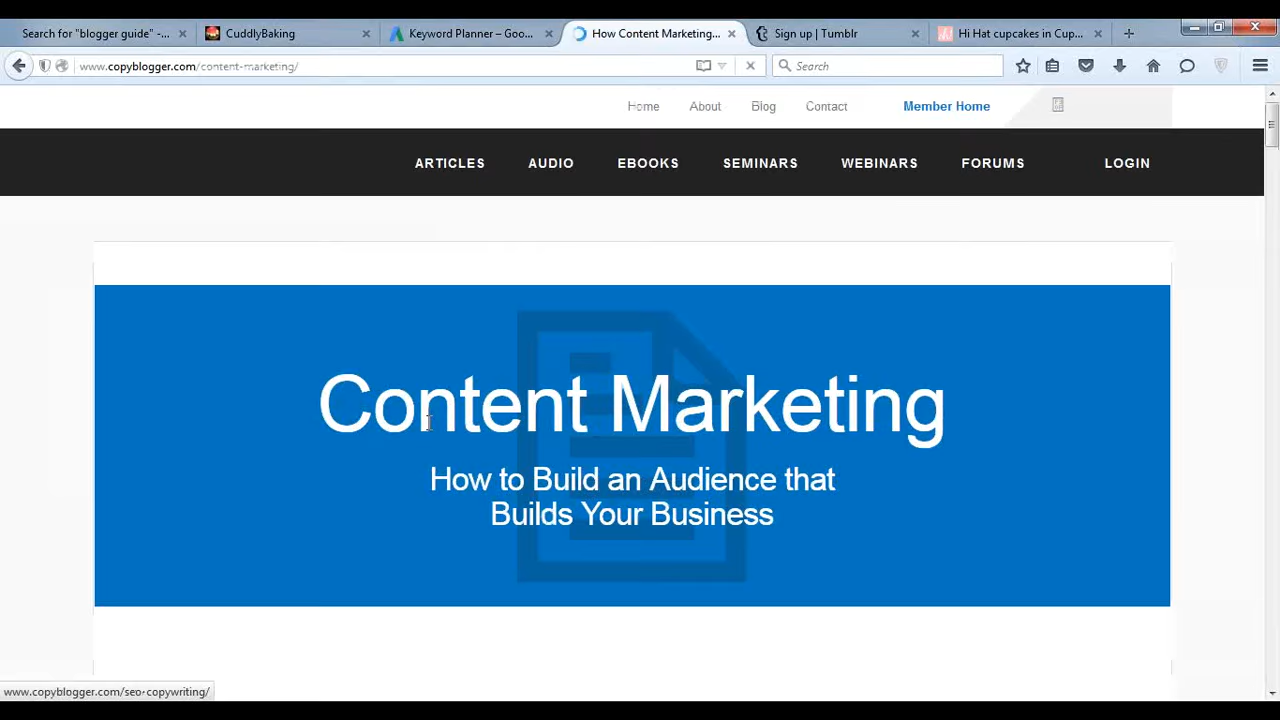 Search for "blogger guide" -...
CuddlyBaking
Keyword Planner – Goo...
How Content Marketing...
Sign up | Tumblr
Hi Hat cupcakes in Cup...
www.copyblogger.com/content-marketing/
Search
Home
About
Blog
Contact
Member Home
ARTICLES
AUDIO
EBOOKS
SEMINARS
WEBINARS
FORUMS
LOGIN
Content Marketing
How to Build an Audience that
Builds Your Business
www.copyblogger.com/seo-copywriting/